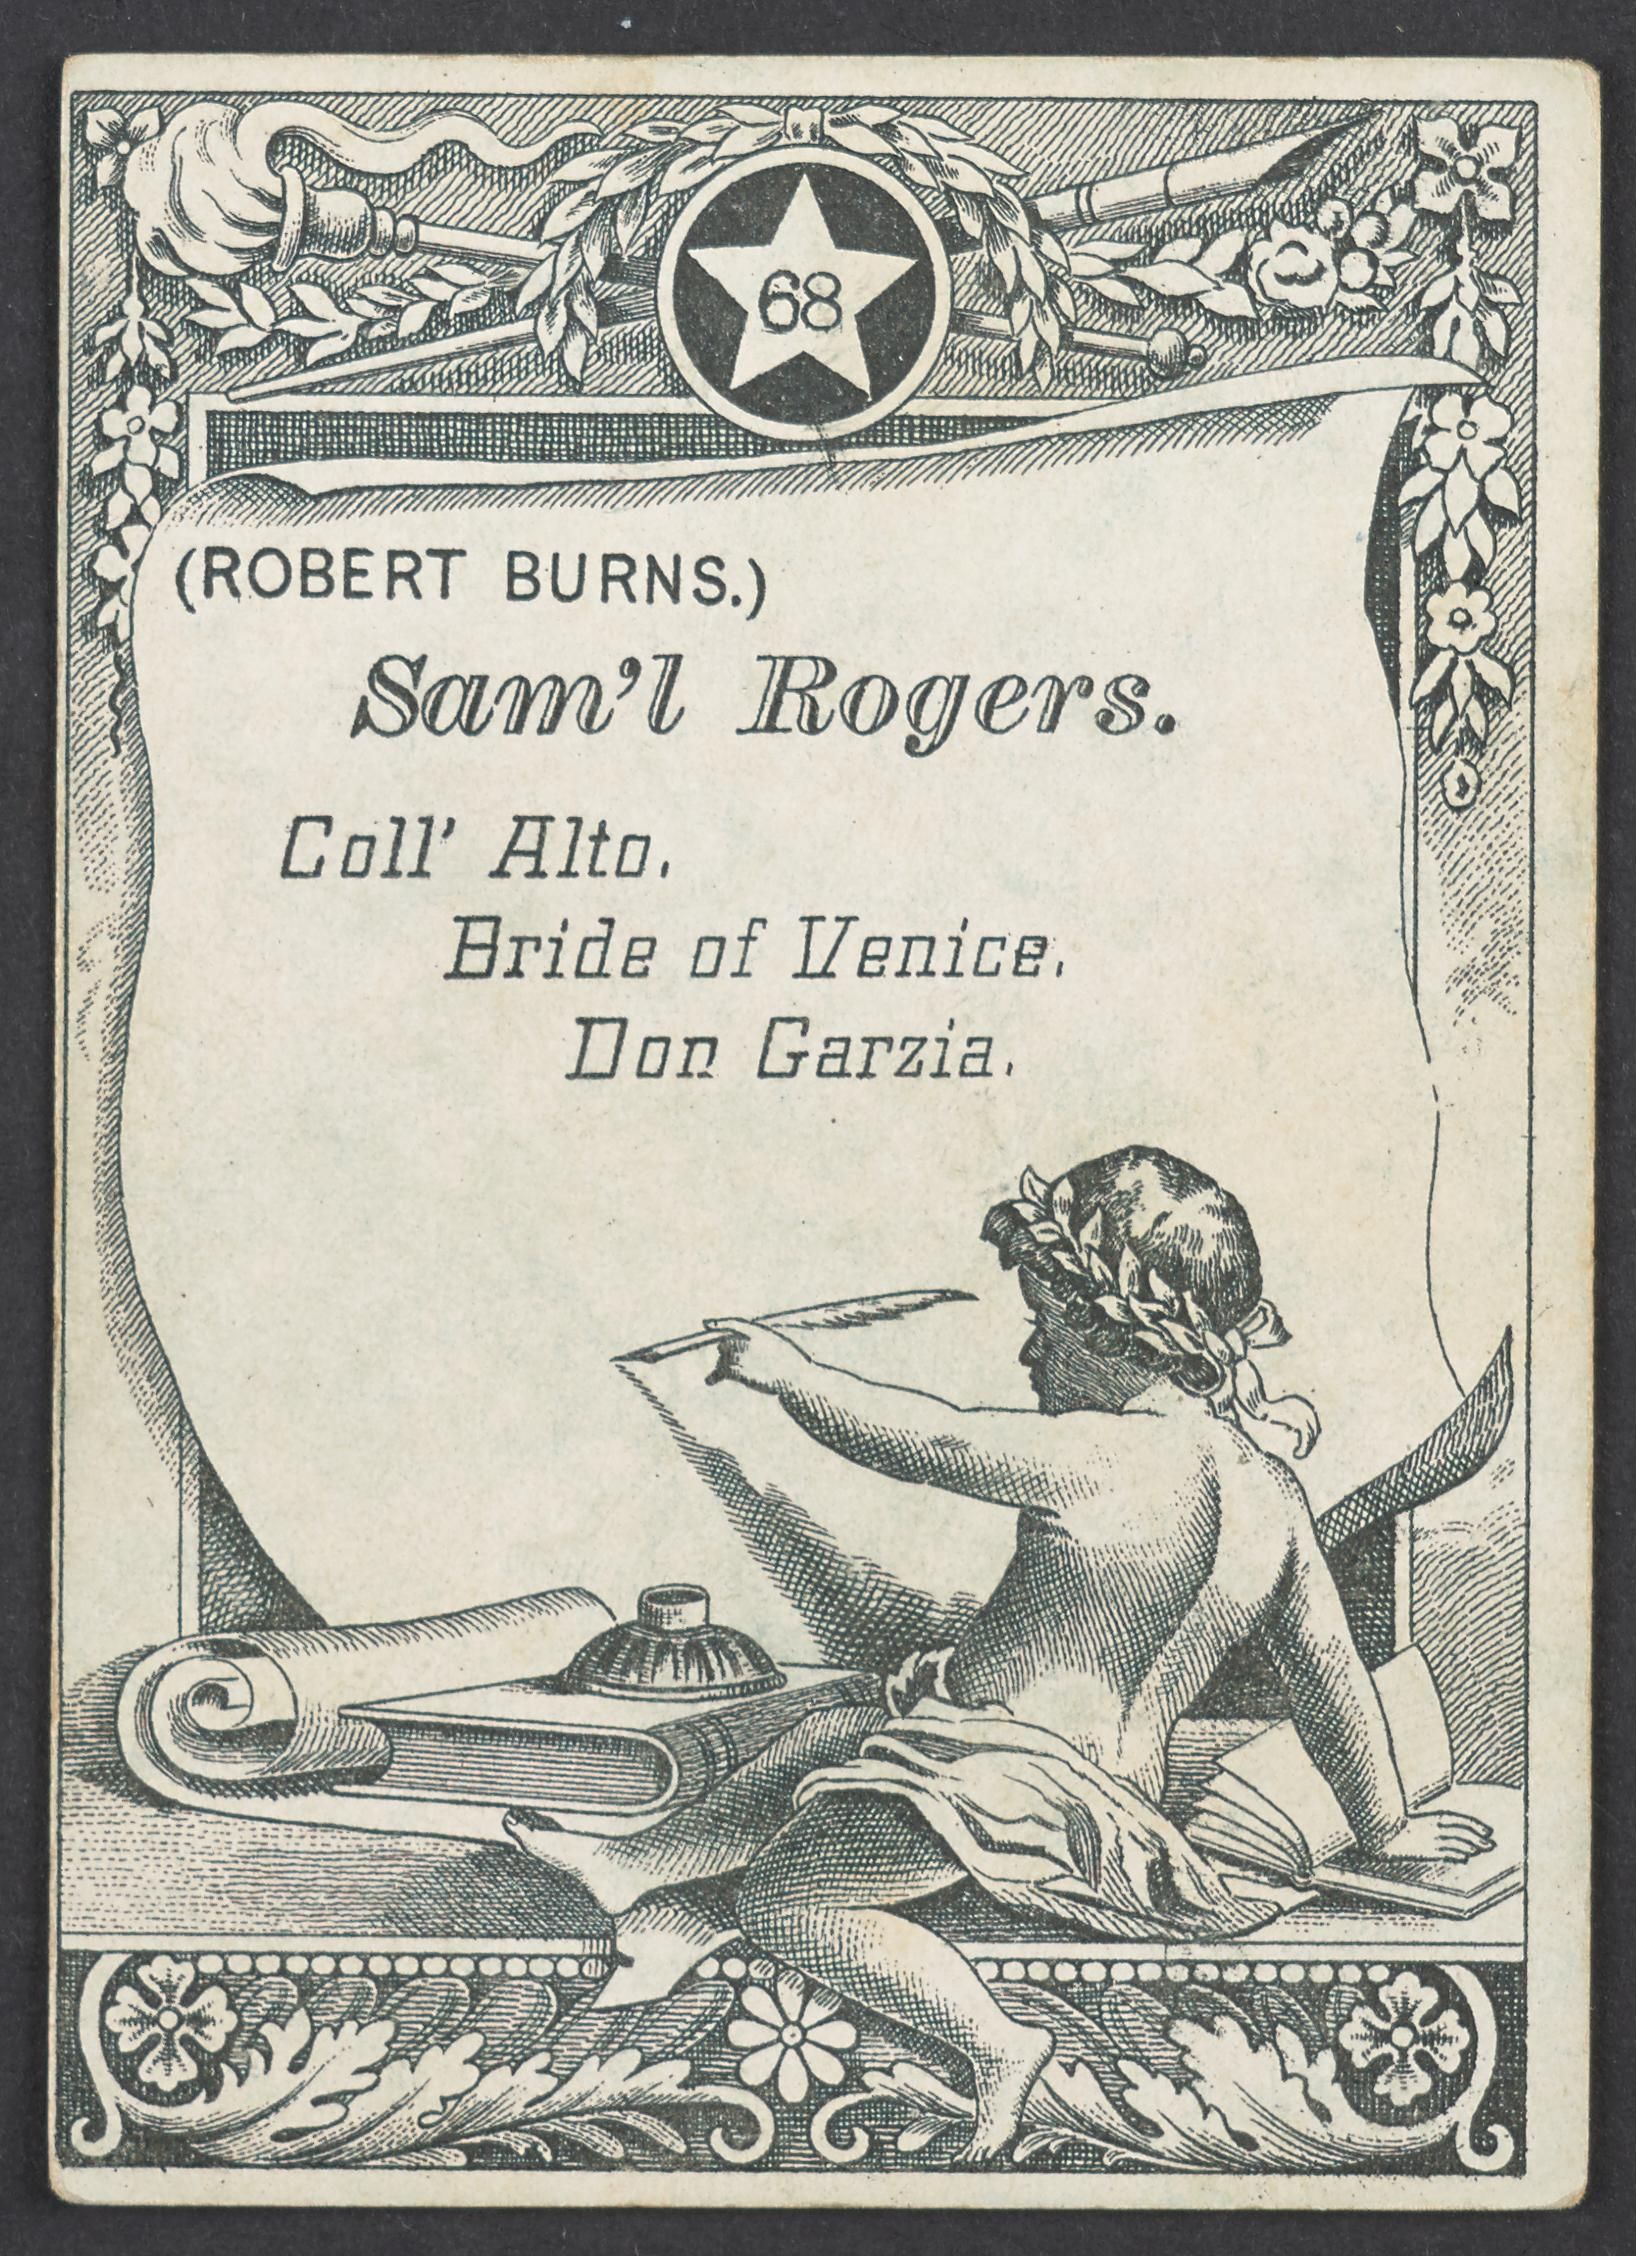 68
(ROBERT BURNS.)
Sam'l Rogers.
Coll' Alto.
Bride of Venice.
Don Garzia.